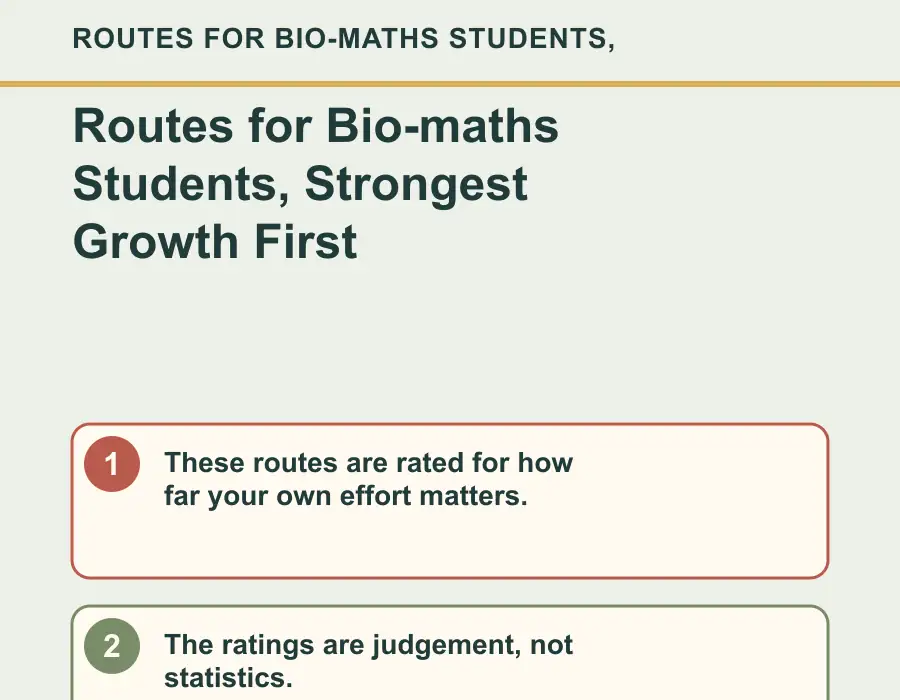 ROUTES FOR BIO-MATHS STUDENTS,
Routes for Bio-maths
Students, Strongest
Growth First
1
These routes are rated for how
far your own effort matters.
2
The ratings are judgement, not
statistics.